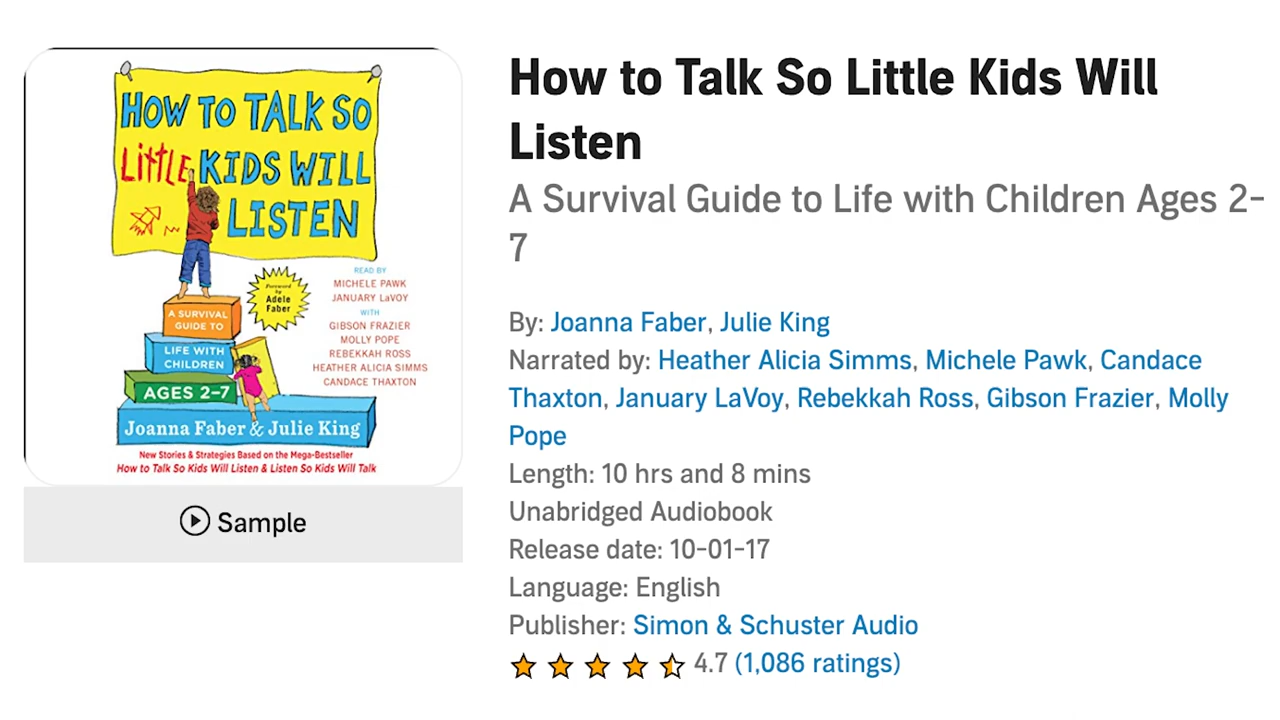 HOW TO TALK SO
LITTLE KIDS WILL
LISTEN
READ BY
MICHELE PAWK
JANUARY LaVOY
WITH
GIBSON FRAZIER
MOLLY POPE
REBEKKAH ROSS
HEATHER ALICIA SIMMS
CANDACE THAXTON
Foreword
by
Adele
Faber
A SURVIVAL
GUIDE TO
LIFE WITH
CHILDREN
AGES 2–7
Joanna Faber & Julie King
New Stories & Strategies Based on the Mega-Bestseller
How to Talk So Kids Will Listen & Listen So Kids Will Talk
Sample
How to Talk So Little Kids Will
Listen
A Survival Guide to Life with Children Ages 2-
7
By: Joanna Faber, Julie King
Narrated by: Heather Alicia Simms, Michele Pawk, Candace
Thaxton, January LaVoy, Rebekkah Ross, Gibson Frazier, Molly
Pope
Length: 10 hrs and 8 mins
Unabridged Audiobook
Release date: 10-01-17
Language: English
Publisher: Simon & Schuster Audio
4.7 (1,086 ratings)